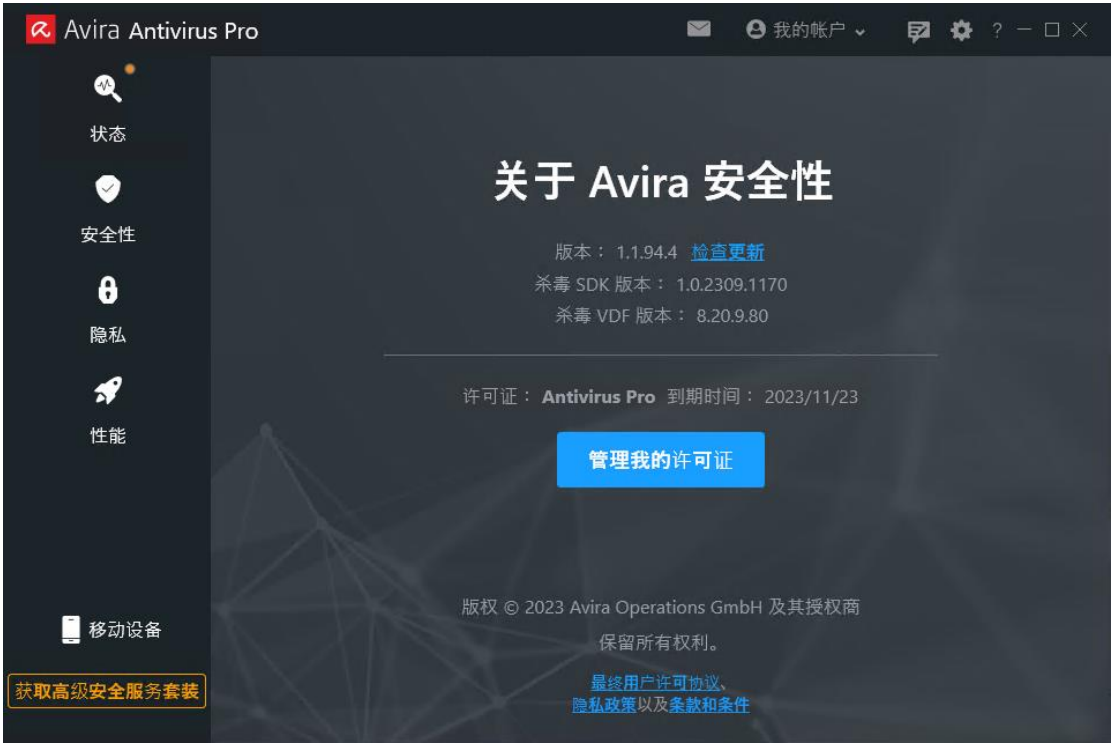 Avira Antivirus Pro
我的帐户
?
状态
安全性
隐私
性能
移动设备
获取高级安全服务套装
关于 Avira 安全性
版本： 1.1.94.4 检查更新
杀毒 SDK 版本： 1.0.2309.1170
杀毒 VDF 版本： 8.20.9.80
许可证： Antivirus Pro 到期时间： 2023/11/23
管理我的许可证
版权 © 2023 Avira Operations GmbH 及其授权商
保留所有权利。
最终用户许可协议、
隐私政策以及条款和条件